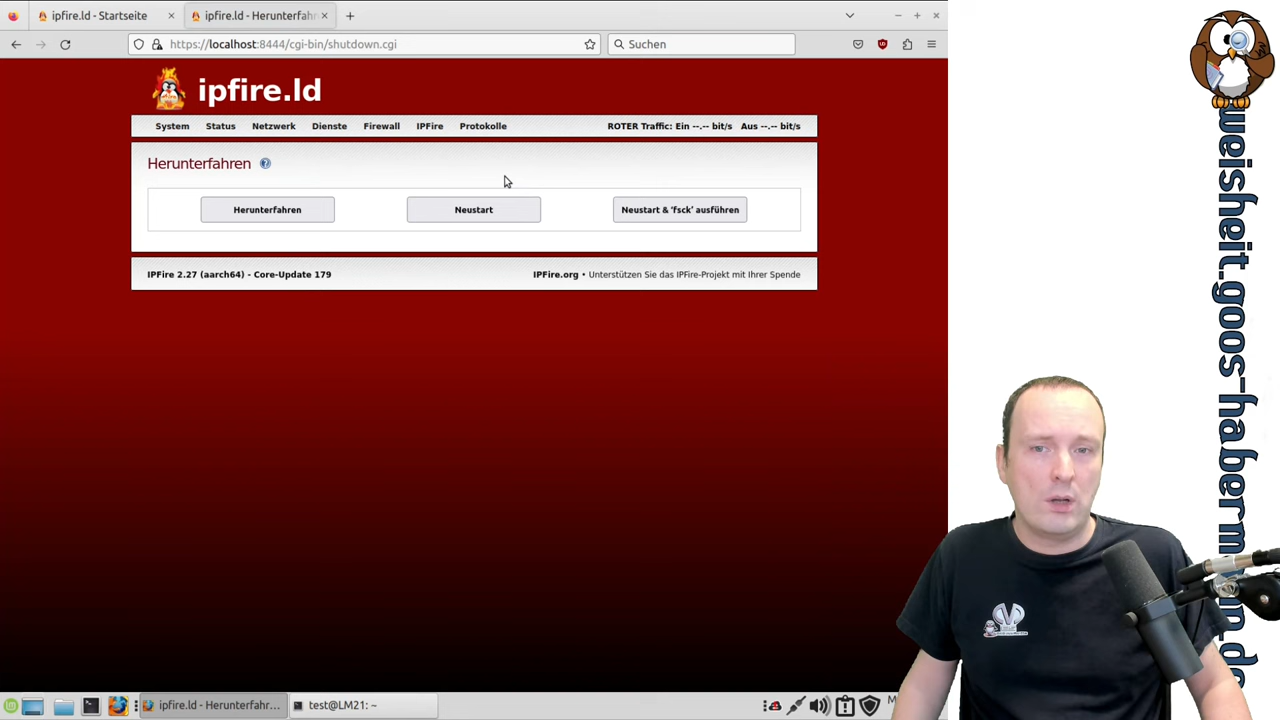 ipfire.ld - Startseite
ipfire.ld - Herunterfahr
https://localhost:8444/cgi-bin/shutdown.cgi
Suchen
ipfire.ld
System Status Netzwerk Dienste Firewall IPFire Protokolle ROTER Traffic: Ein --.-- bit/s Aus --.-- bit/s
Herunterfahren
Herunterfahren Neustart Neustart & 'fsck' ausführen
IPFire 2.27 (aarch64) - Core-Update 179 IPFire.org • Unterstützen Sie das IPFire-Projekt mit Ihrer Spende
ipfire.ld - Herunterfahr... test@LM21: ~
weisheit.goos-habermann.de